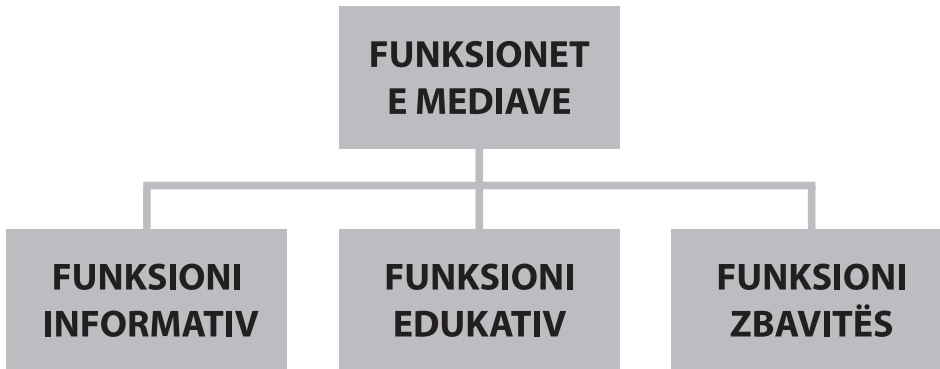 FUNKSIONET
E MEDIAVE
FUNKSIONI
INFORMATIV
FUNKSIONI
EDUKATIV
FUNKSIONI
ZBAVITËS